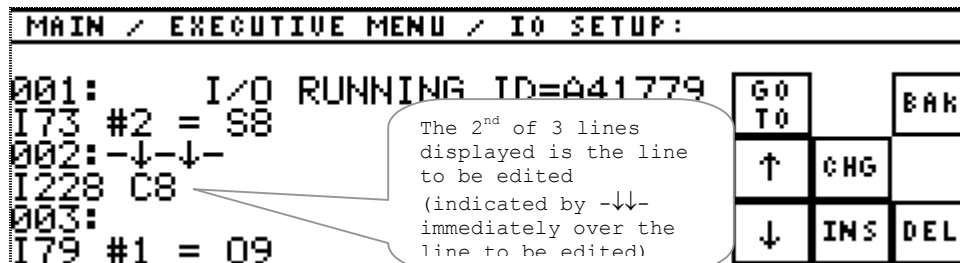 MAIN / EXECUTIVE MENU / IO SETUP:
001: I/O RUNNING ID=A41779
I73 #2 = S8
002:-↓-↓-
I228 C8
003:
I79 #1 = O9
The 2nd of 3 lines
displayed is the line
to be edited
(indicated by -↓↓-
immediately over the
line to be edited)
GO
TO
BAK
↑
CHG
↓
INS
DEL